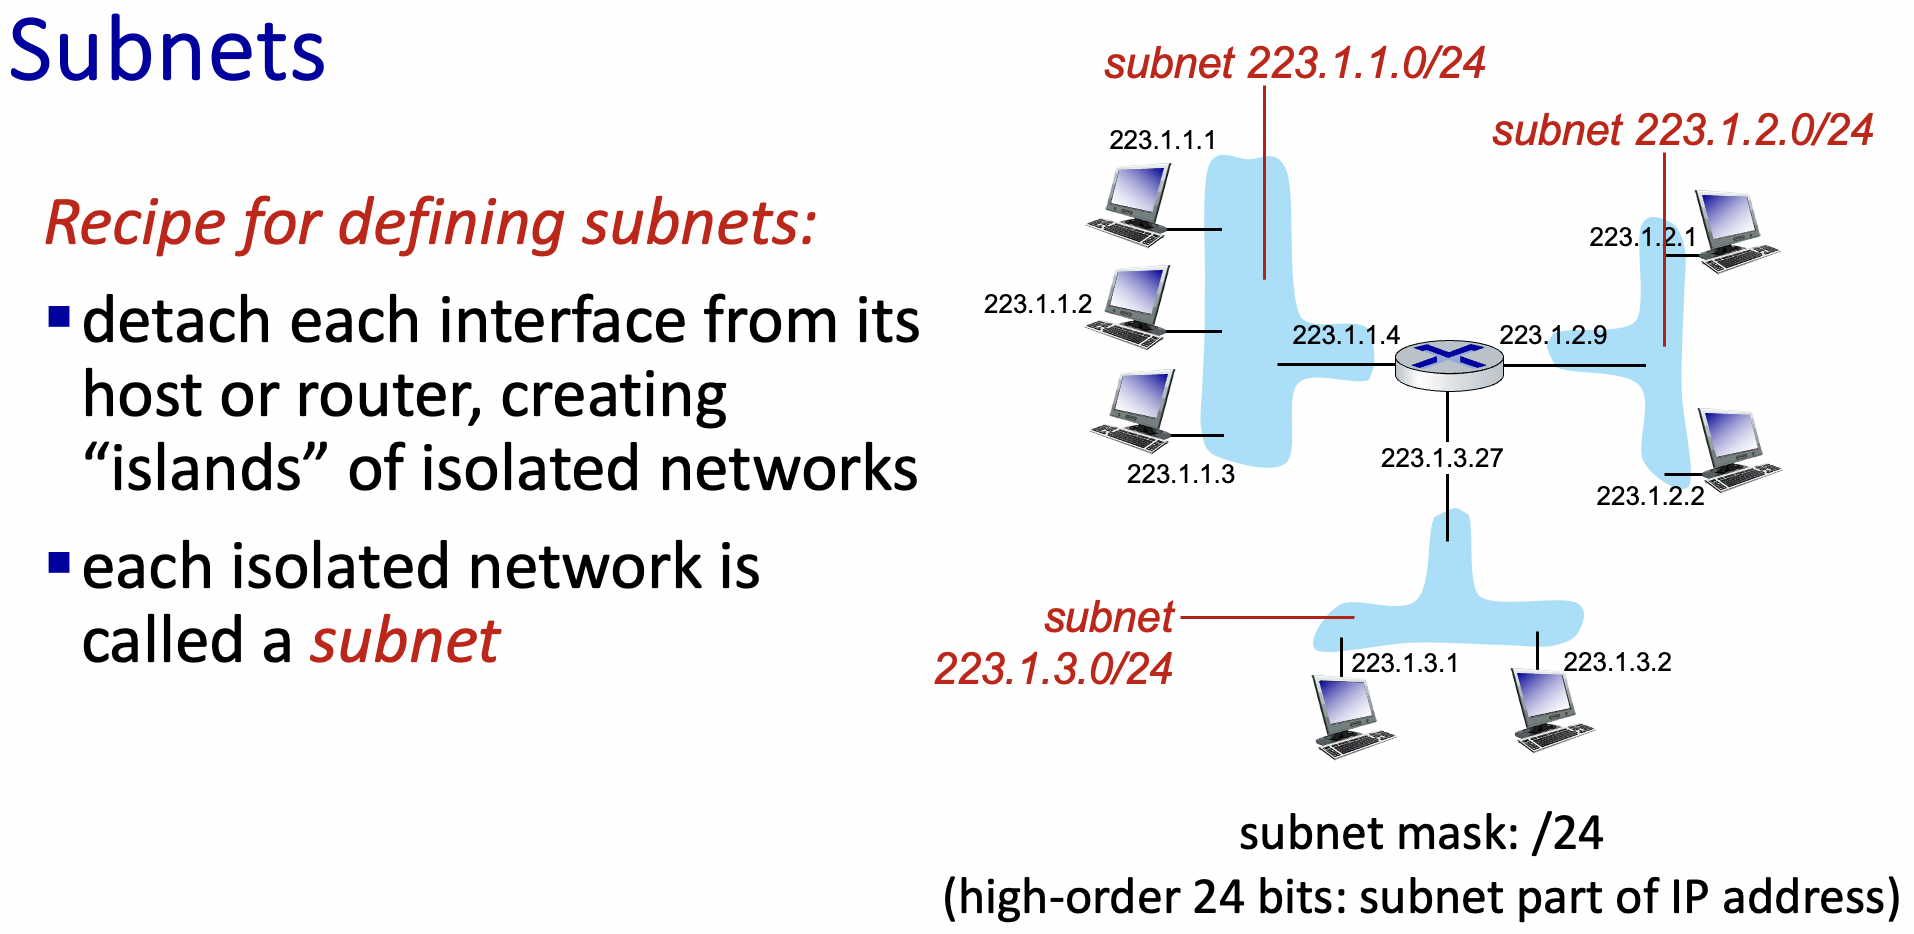 Subnets
Recipe for defining subnets:
detach each interface from its
host or router, creating
“islands” of isolated networks
each isolated network is
called a subnet
subnet 223.1.1.0/24
subnet 223.1.2.0/24
223.1.1.1
223.1.2.1
223.1.1.2
223.1.1.4
223.1.2.9
223.1.3.27
223.1.1.3
223.1.2.2
subnet
223.1.3.0/24
223.1.3.1
223.1.3.2
subnet mask: /24
(high-order 24 bits: subnet part of IP address)